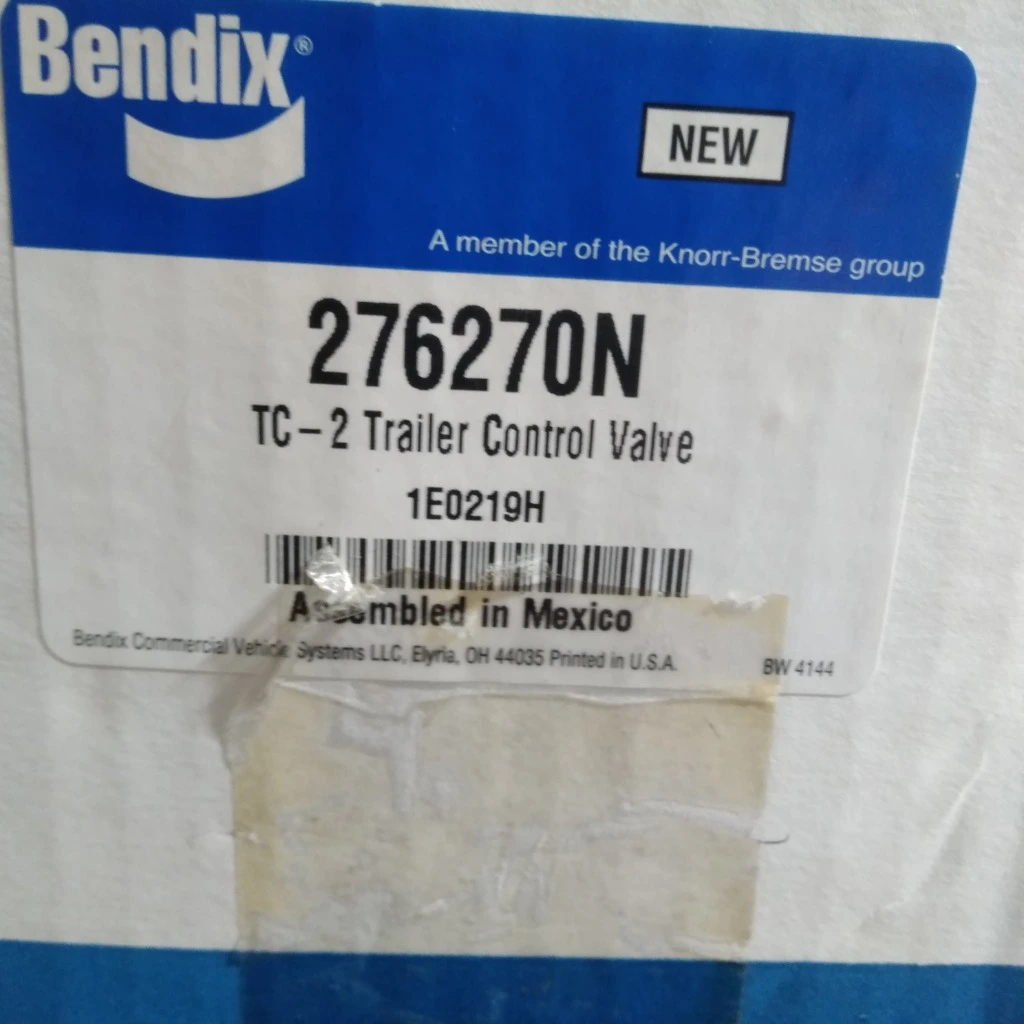 Bendix®
NEW
A member of the Knorr-Bremse group
276270N
TC-2 Trailer Control Valve
1E0219H
Assembled in Mexico
Bendix Commercial Vehicle Systems LLC, Elyria, OH 44035 Printed in U.S.A.
BW 4144